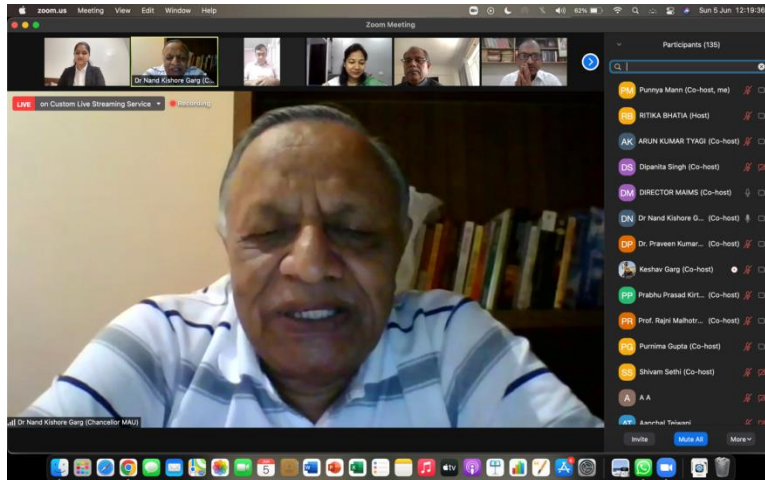 zoom.us Meeting View Edit Window Help
62% Sun 5 Jun 12:19:36
Zoom Meeting
Dr Nand Kishore Garg (C...
Participants (135)
LIVE on Custom Live Streaming Service Recording
PM Punnya Mann (Co-host, me)
RB RITIKA BHATIA (Host)
AK ARUN KUMAR TYAGI (Co-host)
DS Dipanita Singh (Co-host)
DM DIRECTOR MAIMS (Co-host)
DN Dr Nand Kishore G... (Co-host)
DP Dr. Praveen Kumar... (Co-host)
Keshav Garg (Co-host)
PP Prabhu Prasad Kirt... (Co-host)
PR Prof. Rajni Malhotr... (Co-host)
PG Purnima Gupta (Co-host)
SS Shivam Sethi (Co-host)
A A A
AT Aanchal Tejwani
Dr Nand Kishore Garg (Chancellor MAU)
Invite Mute All More
5 tv